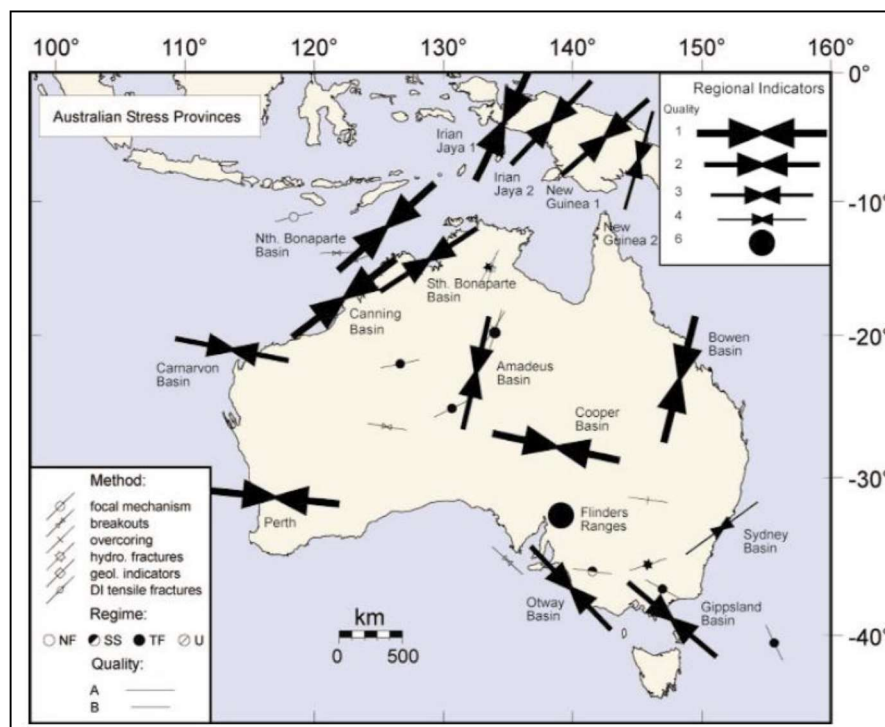 100°
110°
120°
130°
140°
150°
160°
0°
-10°
-20°
-30°
-40°
Australian Stress Provinces
Regional Indicators
Quality
1
2
3
4
6
Irian
Jaya 1
Irian
Jaya 2
New
Guinea 1
New
Guinea 2
Nth. Bonaparte
Basin
Sth. Bonaparte
Basin
Canning
Basin
Carnarvon
Basin
Amadeus
Basin
Bowen
Basin
Cooper
Basin
Perth
Flinders
Ranges
Sydney
Basin
Otway
Basin
Gippsland
Basin
km
0 500
Method:
focal mechanism
breakouts
overcoring
hydro. fractures
geol. indicators
DI tensile fractures
Regime:
NF SS TF U
Quality:
A
B